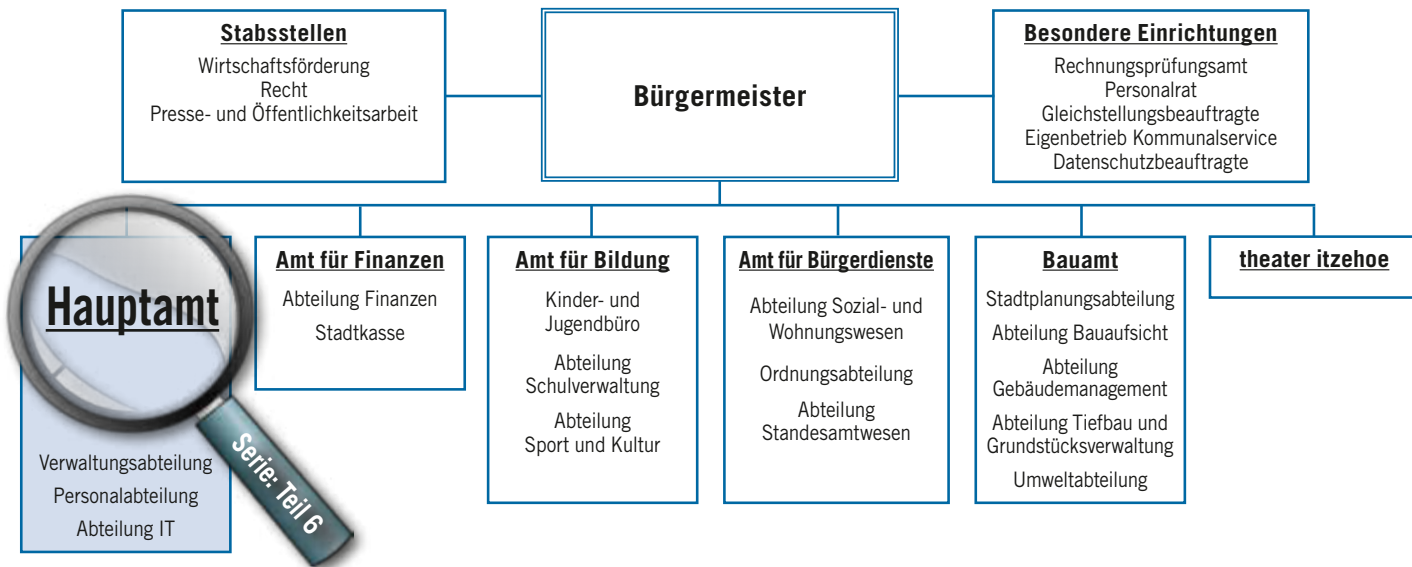 Stabsstellen
Wirtschaftsförderung
Recht
Presse- und Öffentlichkeitsarbeit
Bürgermeister
Besondere Einrichtungen
Rechnungsprüfungsamt
Personalrat
Gleichstellungsbeauftragte
Eigenbetrieb Kommunalservice
Datenschutzbeauftragte
Hauptamt
Verwaltungsabteilung
Personalabteilung
Abteilung IT
Serie: Teil 6
Amt für Finanzen
Abteilung Finanzen
Stadtkasse
Amt für Bildung
Kinder- und
Jugendbüro
Abteilung
Schulverwaltung
Abteilung
Sport und Kultur
Amt für Bürgerdienste
Abteilung Sozial- und
Wohnungswesen
Ordnungsabteilung
Abteilung
Standesamtwesen
Bauamt
Stadtplanungsabteilung
Abteilung Bauaufsicht
Abteilung
Gebäudemanagement
Abteilung Tiefbau und
Grundstücksverwaltung
Umweltabteilung
theater itzehoe